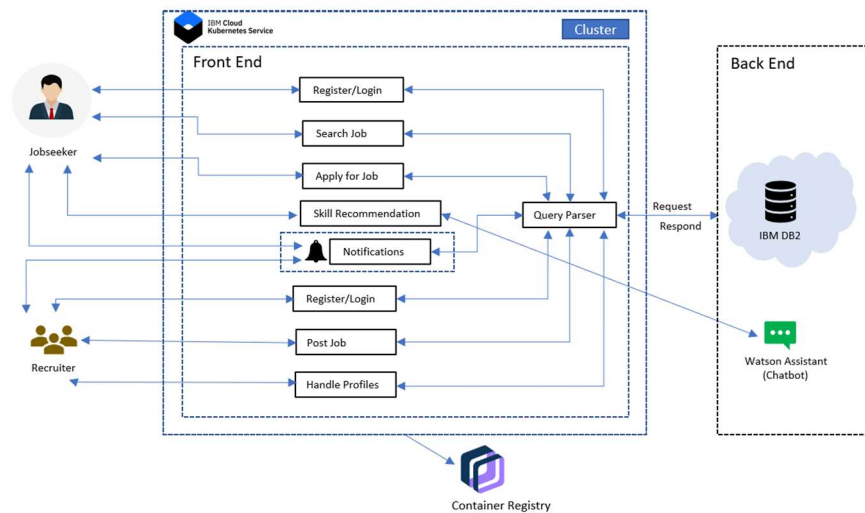 IBM Cloud
Kubernetes Service
Cluster
Front End
Back End
Register/Login
Search Job
Jobseeker
Apply for Job
Skill Recommendation
Query Parser
Request
Respond
IBM DB2
Notifications
Register/Login
Post Job
Recruiter
Handle Profiles
Watson Assistant
(Chatbot)
Container Registry